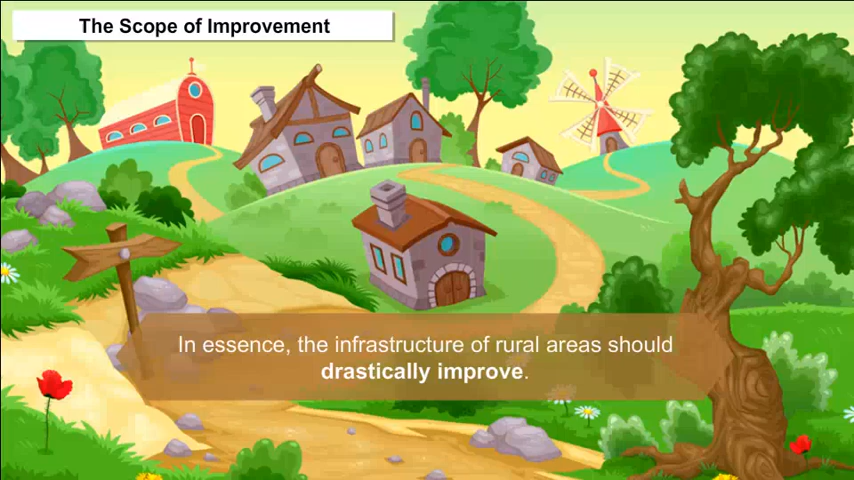 The Scope of Improvement
In essence, the infrastructure of rural areas should
drastically improve.